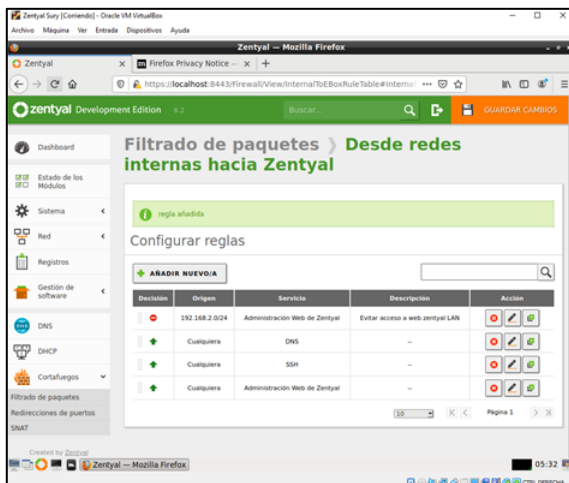 Zentyal Sury [Corriendo] - Oracle VM VirtualBox
Archivo Máquina Ver Entrada Dispositivos Ayuda
Zentyal — Mozilla Firefox
Zentyal
Firefox Privacy Notice —
https://localhost:8443/Firewall/View/InternalToEBoxRuleTable#Interna
zentyal Development Edition 6.2
Buscar...
GUARDAR CAMBIOS
Dashboard
Estado de los Módulos
Sistema
Red
Registros
Gestión de software
DNS
DHCP
Cortafuegos
Filtrado de paquetes
Redirecciones de puertos
SNAT
Created by Zentyal
Filtrado de paquetes › Desde redes
internas hacia Zentyal
regla añadida
Configurar reglas
AÑADIR NUEVO/A
Decisión Origen Servicio Descripción Acción
192.168.2.0/24 Administración Web de Zentyal Evitar acceso a web zentyal LAN
Cualquiera DNS --
Cualquiera SSH --
Cualquiera Administración Web de Zentyal --
10 Página 1
Zentyal — Mozilla Firefox
05:32
CTRL DERECHA